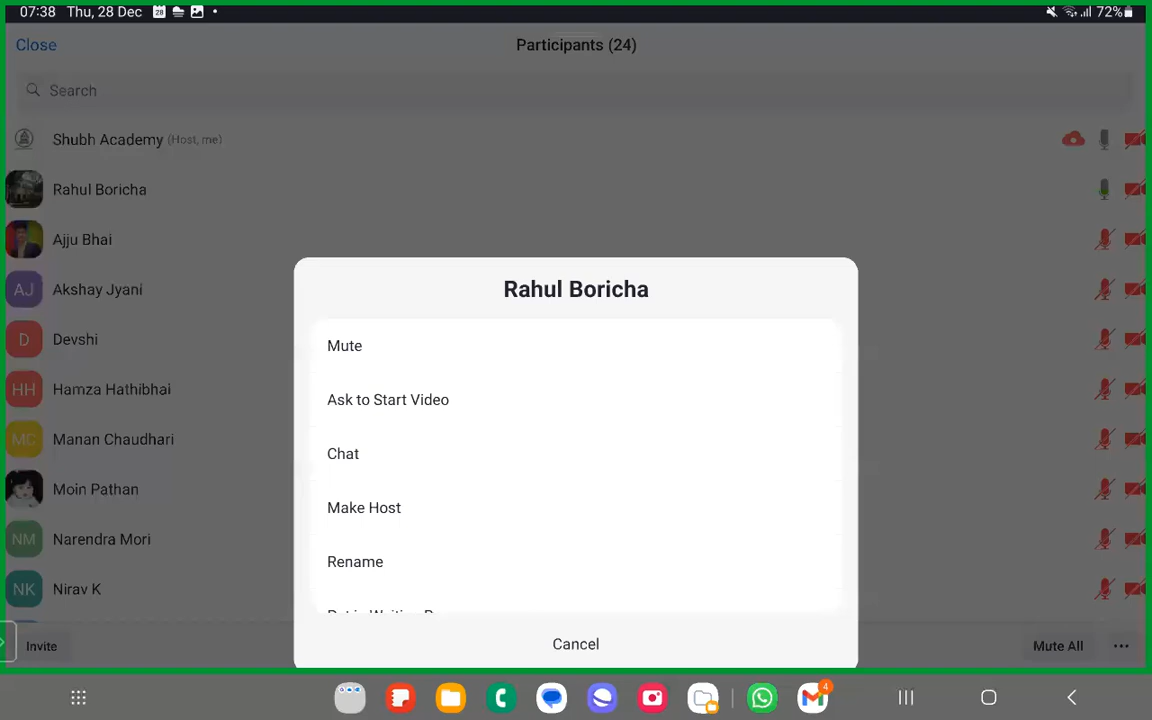 07:38 Thu, 28 Dec 28 72%
Close
Participants (24)
Search
Shubh Academy (Host, me)
Rahul Boricha
Ajju Bhai
AJ Akshay Jyani
D Devshi
HH Hamza Hathibhai
MC Manan Chaudhari
Moin Pathan
NM Narendra Mori
NK Nirav K
Rahul Boricha
Mute
Ask to Start Video
Chat
Make Host
Rename
Cancel
Invite
Mute All
4